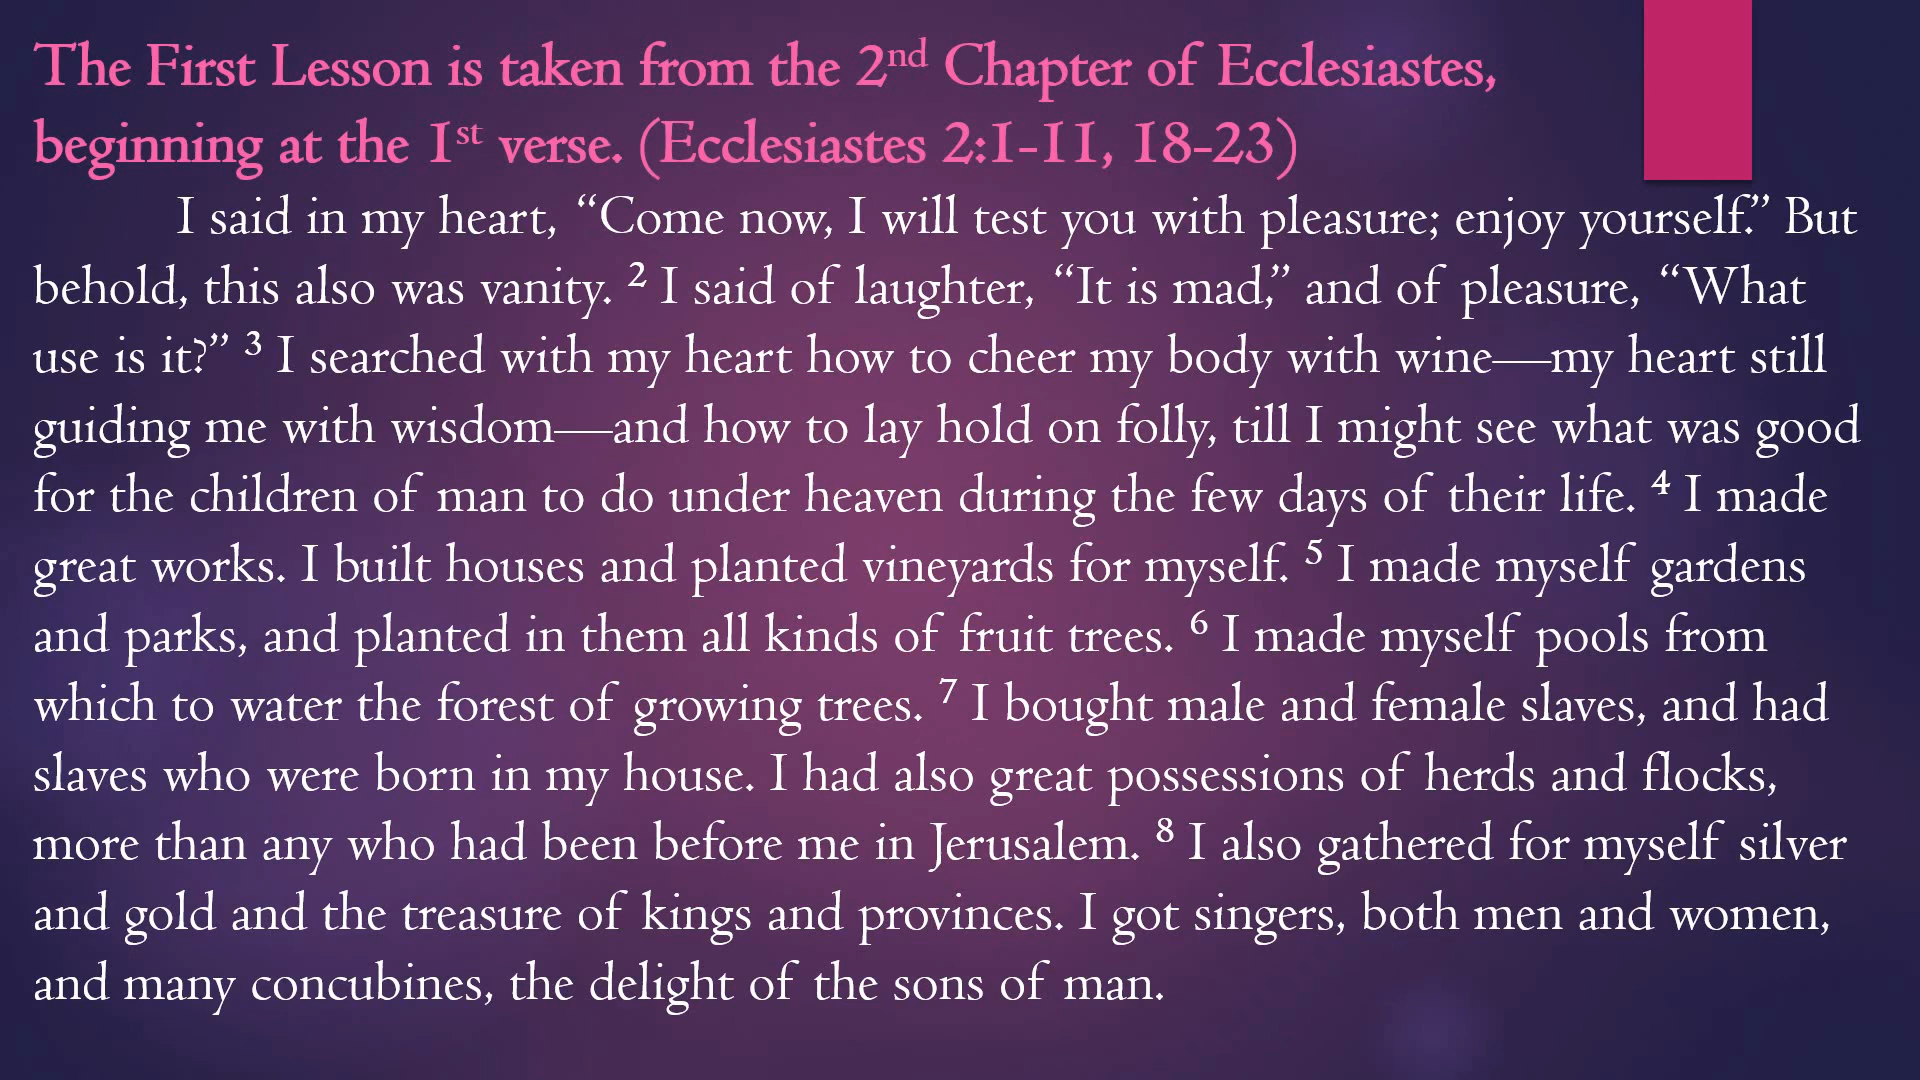 The First Lesson is taken from the 2nd Chapter of Ecclesiastes,
beginning at the 1st verse. (Ecclesiastes 2:1-11, 18-23)
I said in my heart, “Come now, I will test you with pleasure; enjoy yourself.” But
behold, this also was vanity. 2 I said of laughter, “It is mad,” and of pleasure, “What
use is it?” 3 I searched with my heart how to cheer my body with wine—my heart still
guiding me with wisdom—and how to lay hold on folly, till I might see what was good
for the children of man to do under heaven during the few days of their life. 4 I made
great works. I built houses and planted vineyards for myself. 5 I made myself gardens
and parks, and planted in them all kinds of fruit trees. 6 I made myself pools from
which to water the forest of growing trees. 7 I bought male and female slaves, and had
slaves who were born in my house. I had also great possessions of herds and flocks,
more than any who had been before me in Jerusalem. 8 I also gathered for myself silver
and gold and the treasure of kings and provinces. I got singers, both men and women,
and many concubines, the delight of the sons of man.